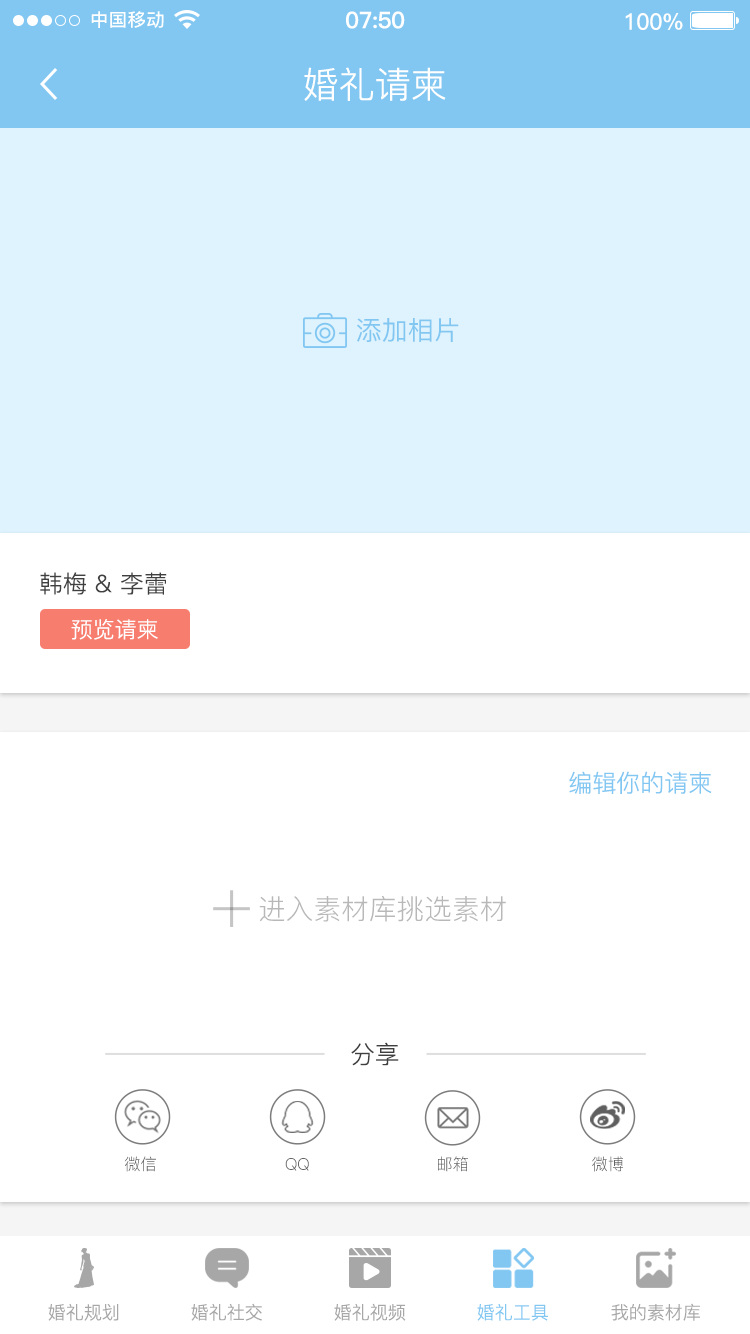 中国移动 07:50 100%
婚礼请柬
添加相片
韩梅 & 李蕾
预览请柬
编辑你的请柬
进入素材库挑选素材
分享
微信 QQ 邮箱 微博
婚礼规划 婚礼社交 婚礼视频 婚礼工具 我的素材库